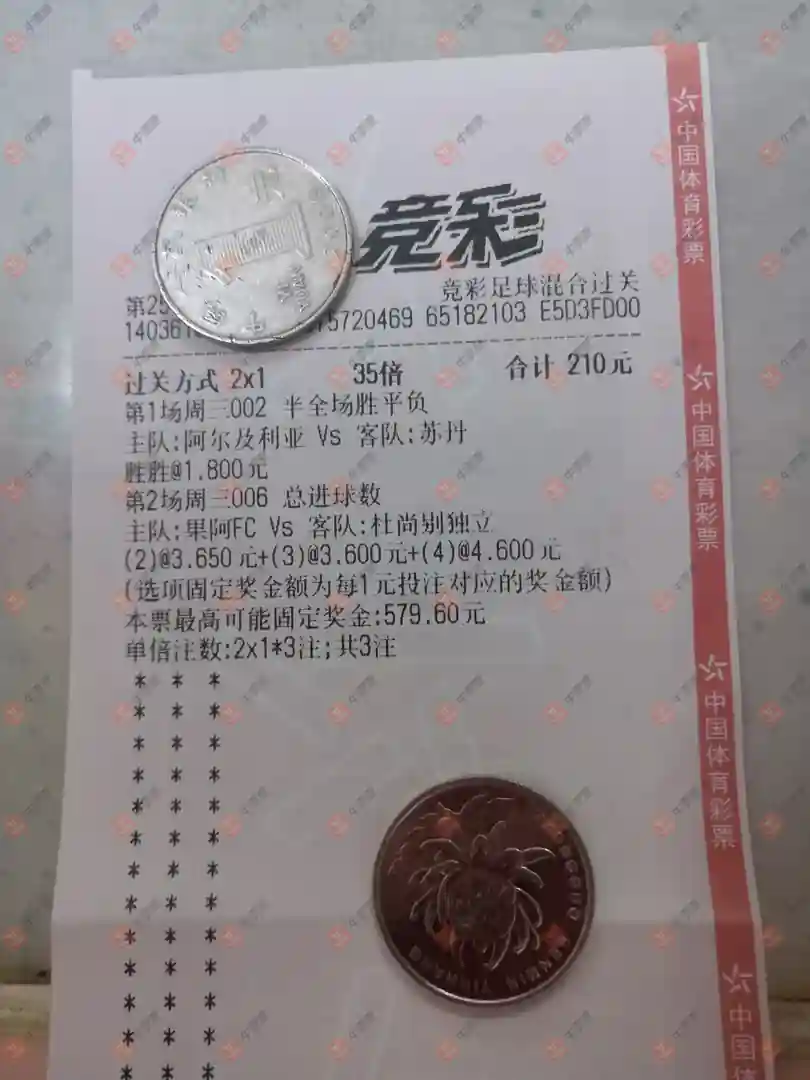 竞彩
竞彩足球混合过关
第25
140361 15720469 65182103 E5D3FD00
过关方式 2x1 35倍 合计 210元
第1场周三002 半全场胜平负
主队:阿尔及利亚 Vs 客队:苏丹
胜胜@1.800元
第2场周三006 总进球数
主队:果阿FC Vs 客队:杜尚别独立
(2)@3.650元+(3)@3.600元+(4)@4.600元
(选项固定奖金额为每1元投注对应的奖金额)
本票最高可能固定奖金:579.60元
单倍注数:2x1*3注;共3注
* * *
* * *
* * *
* * *
* * *
* * *
* * *
* * *
* * *
* * *
* * *
* * *
* * *
中国体育彩票
中国体育彩票
中国体育彩票
中国体